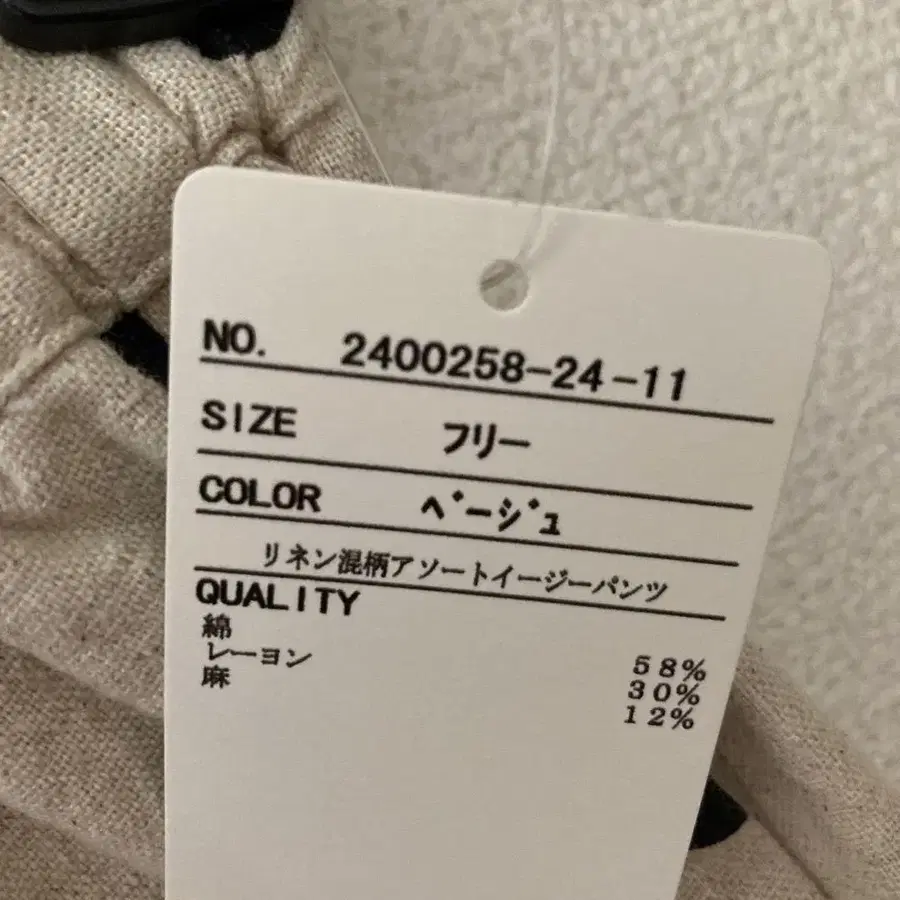 NO. 2400258-24-11
SIZE フリー
COLOR ベージュ
リネン混柄アソートイージーパンツ
QUALITY
綿 58%
レーヨン 30%
麻 12%